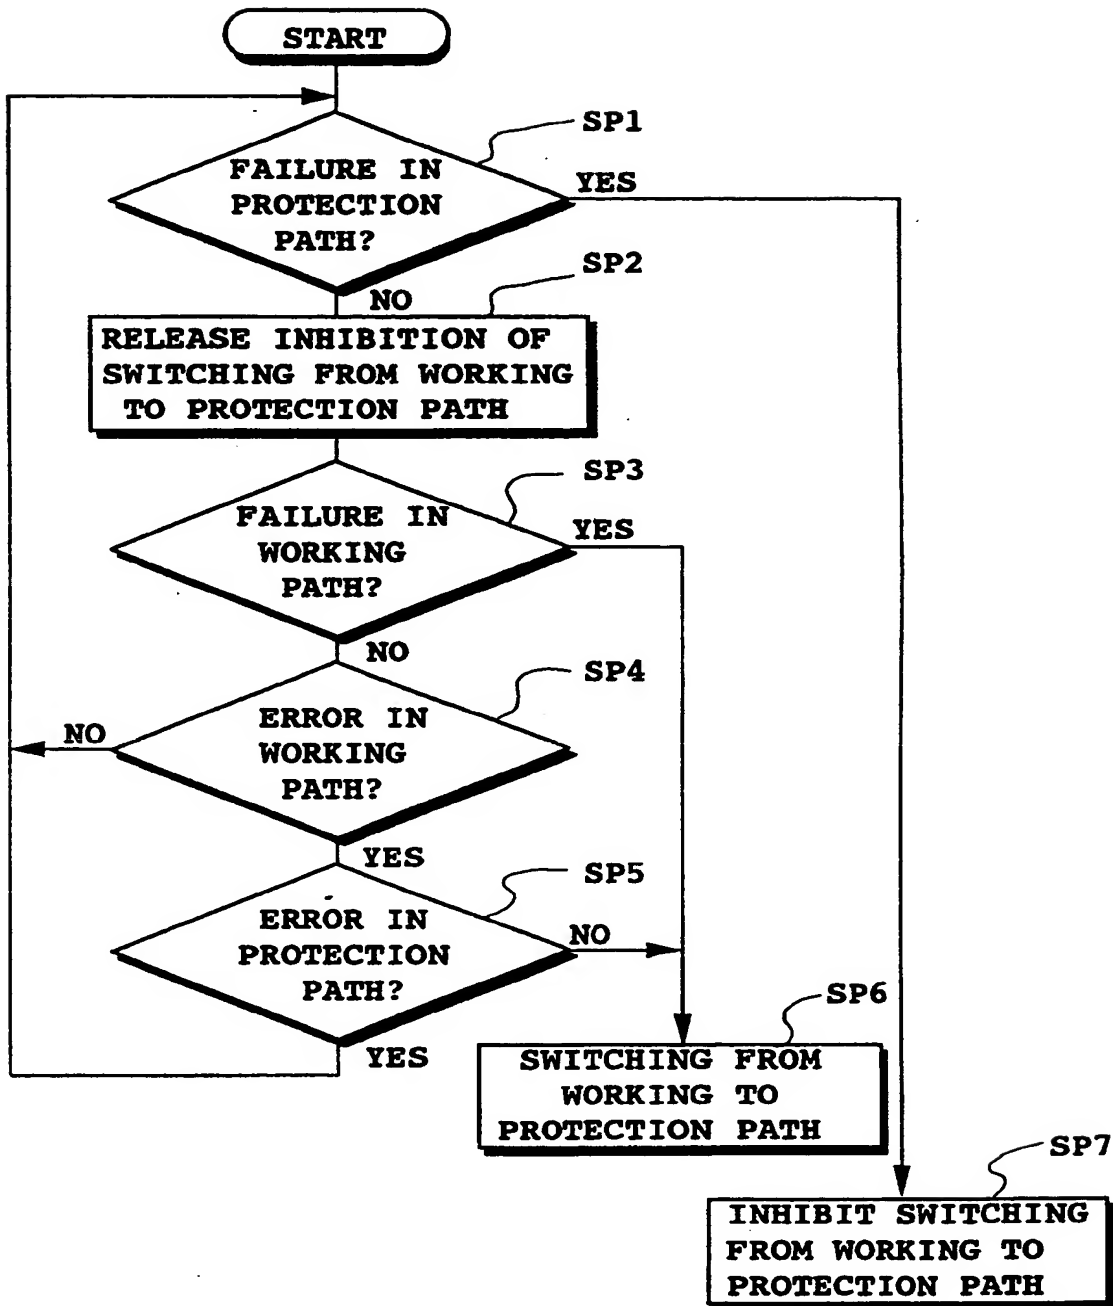 START
SP1
FAILURE IN
PROTECTION
PATH?
YES
NO
SP2
RELEASE INHIBITION OF
SWITCHING FROM WORKING
TO PROTECTION PATH
SP3
FAILURE IN
WORKING
PATH?
YES
NO
SP4
ERROR IN
WORKING
PATH?
NO
YES
SP5
ERROR IN
PROTECTION
PATH?
NO
YES
SP6
SWITCHING FROM
WORKING TO
PROTECTION PATH
SP7
INHIBIT SWITCHING
FROM WORKING TO
PROTECTION PATH